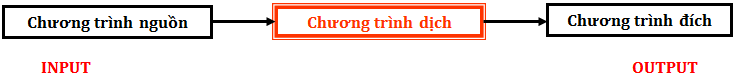 Chương trình nguồn Chương trình dịch Chương trình đích
INPUT OUTPUT